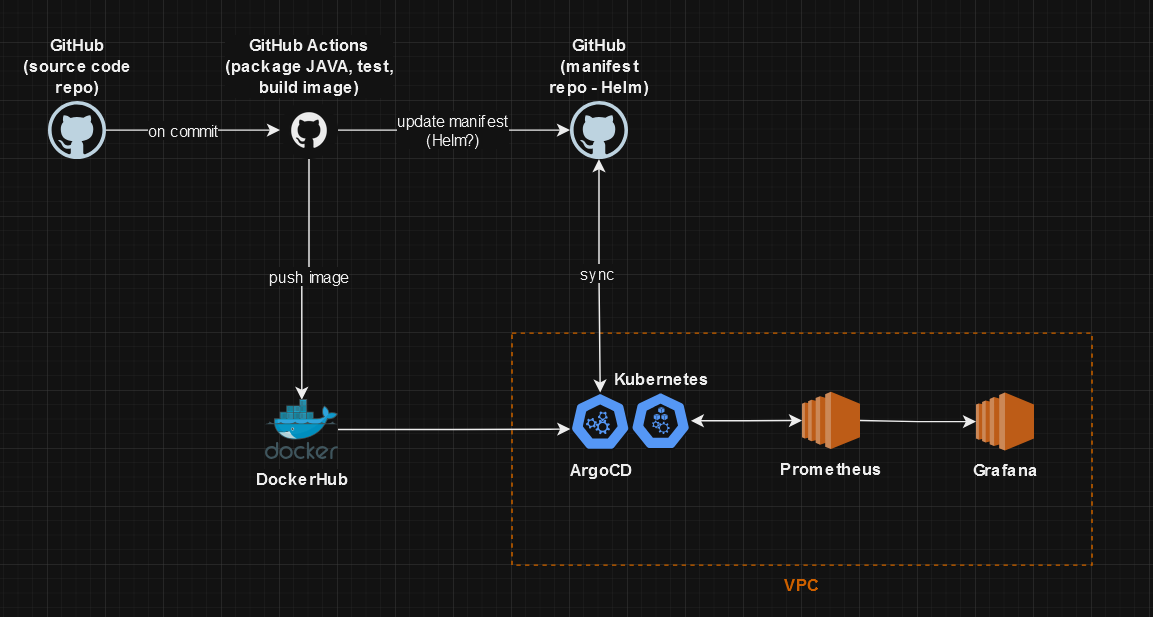 GitHub
(source code
repo)
GitHub Actions
(package JAVA, test,
build image)
GitHub
(manifest
repo - Helm)
on commit
update manifest
(Helm?)
push image
sync
Kubernetes
docker
DockerHub
ArgoCD
Prometheus
Grafana
VPC